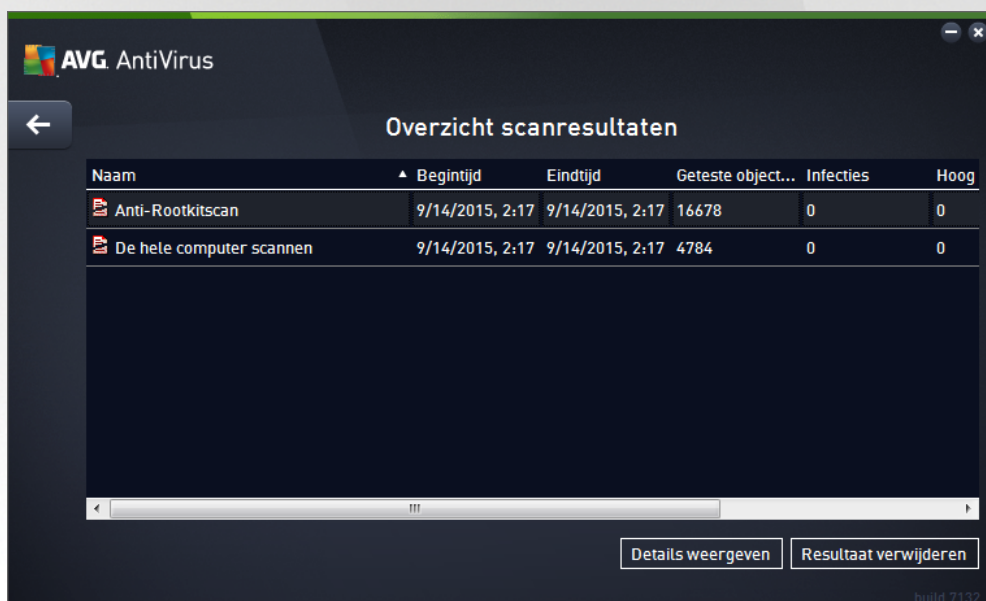 AVG. AntiVirus
Overzicht scanresultaten
Naam Begintijd Eindtijd Geteste object... Infecties Hoog
Anti-Rootkitscan 9/14/2015, 2:17 9/14/2015, 2:17 16678 0 0
De hele computer scannen 9/14/2015, 2:17 9/14/2015, 2:17 4784 0 0
Details weergeven Resultaat verwijderen
build 7132